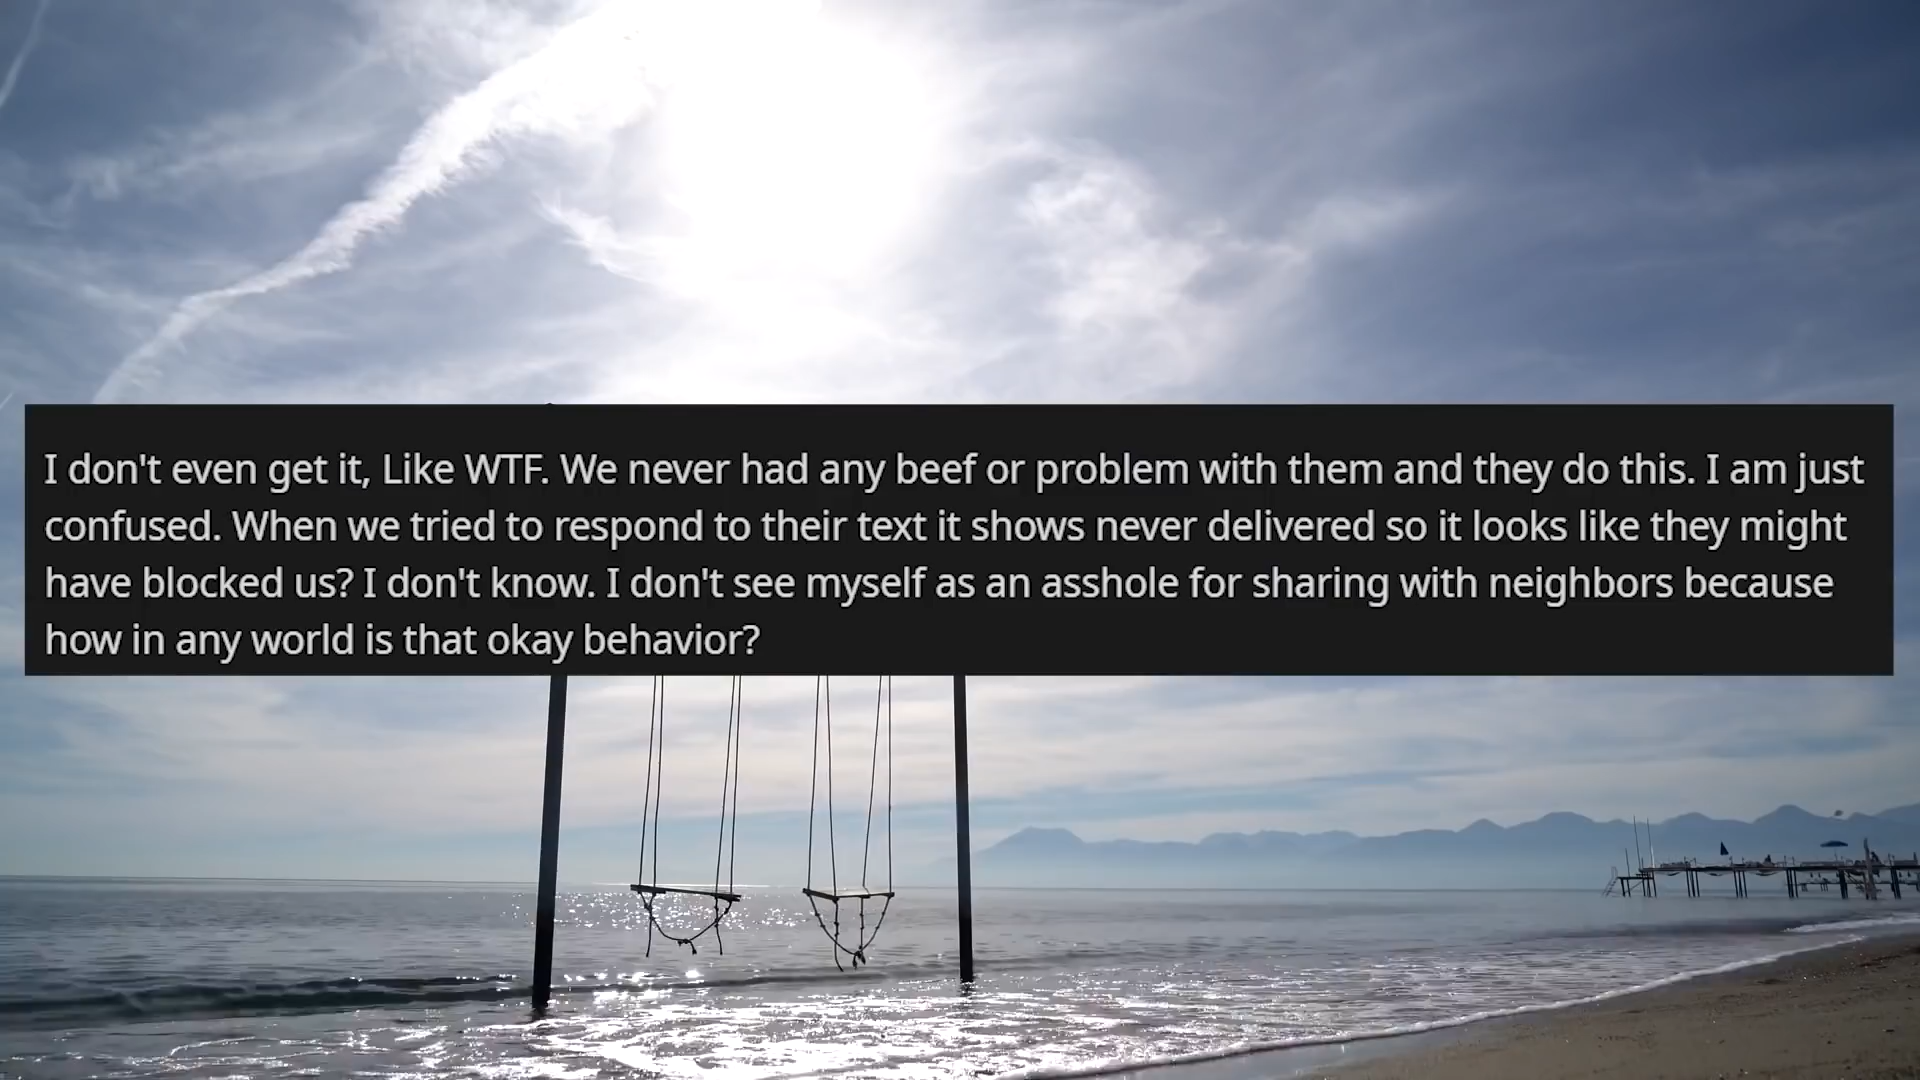 I don't even get it, Like WTF. We never had any beef or problem with them and they do this. I am just
confused. When we tried to respond to their text it shows never delivered so it looks like they might
have blocked us? I don't know. I don't see myself as an asshole for sharing with neighbors because
how in any world is that okay behavior?